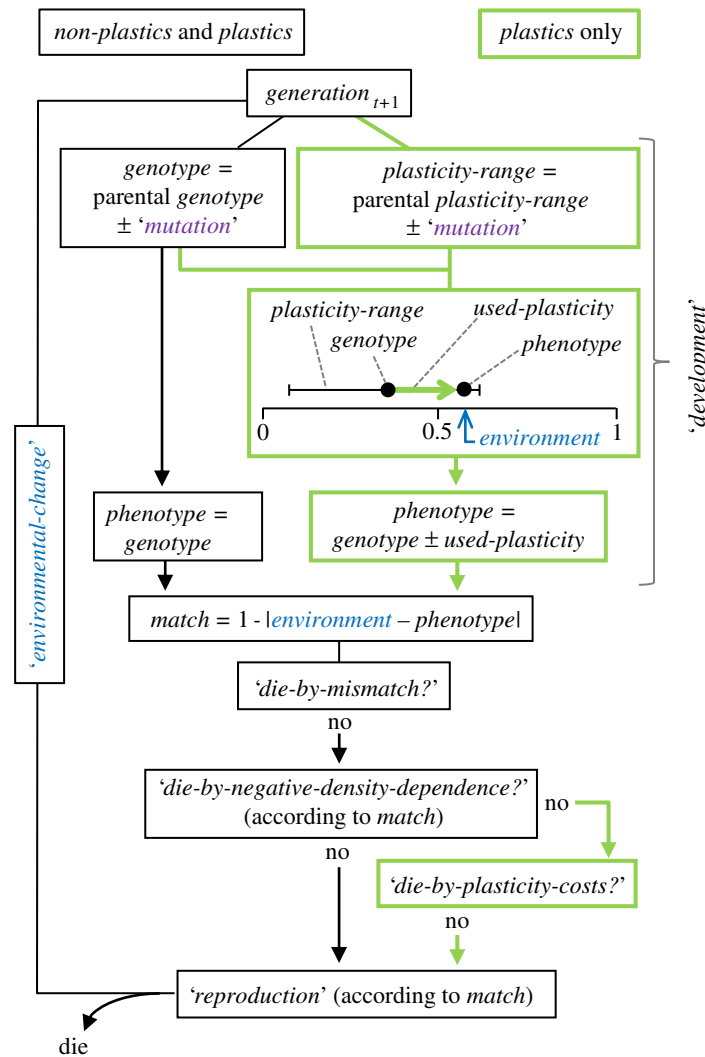 non-plastics and plastics
plastics only
generation t+1
genotype =
parental genotype
± ‘mutation’
plasticity-range =
parental plasticity-range
± ‘mutation’
plasticity-range
used-plasticity
genotype
phenotype
0
0.5
environment
1
‘development’
‘environmental-change’
phenotype =
genotype
phenotype =
genotype ± used-plasticity
match = 1 - |environment – phenotype|
‘die-by-mismatch?’
no
‘die-by-negative-density-dependence?’
(according to match)
no
no
‘die-by-plasticity-costs?’
no
‘reproduction’ (according to match)
die